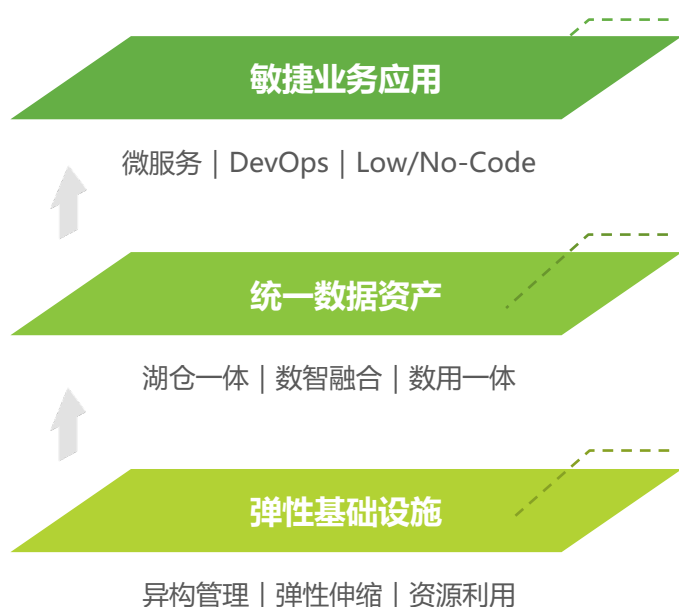 敏捷业务应用
微服务｜DevOps｜Low/No-Code
统一数据资产
湖仓一体｜数智融合｜数用一体
弹性基础设施
异构管理｜弹性伸缩｜资源利用